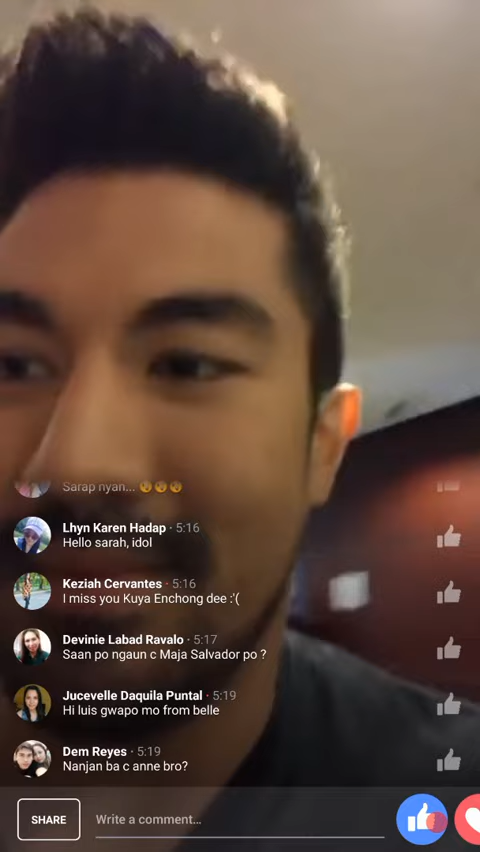 Sarap nyan... 😗😗😗
Lhyn Karen Hadap · 5:16
Hello sarah, idol
Keziah Cervantes · 5:16
I miss you Kuya Enchong dee :'(
Devinie Labad Ravalo · 5:17
Saan po ngaun c Maja Salvador po ?
Jucevelle Daquila Puntal · 5:19
Hi luis gwapo mo from belle
Dem Reyes · 5:19
Nanjan ba c anne bro?
SHARE
Write a comment...